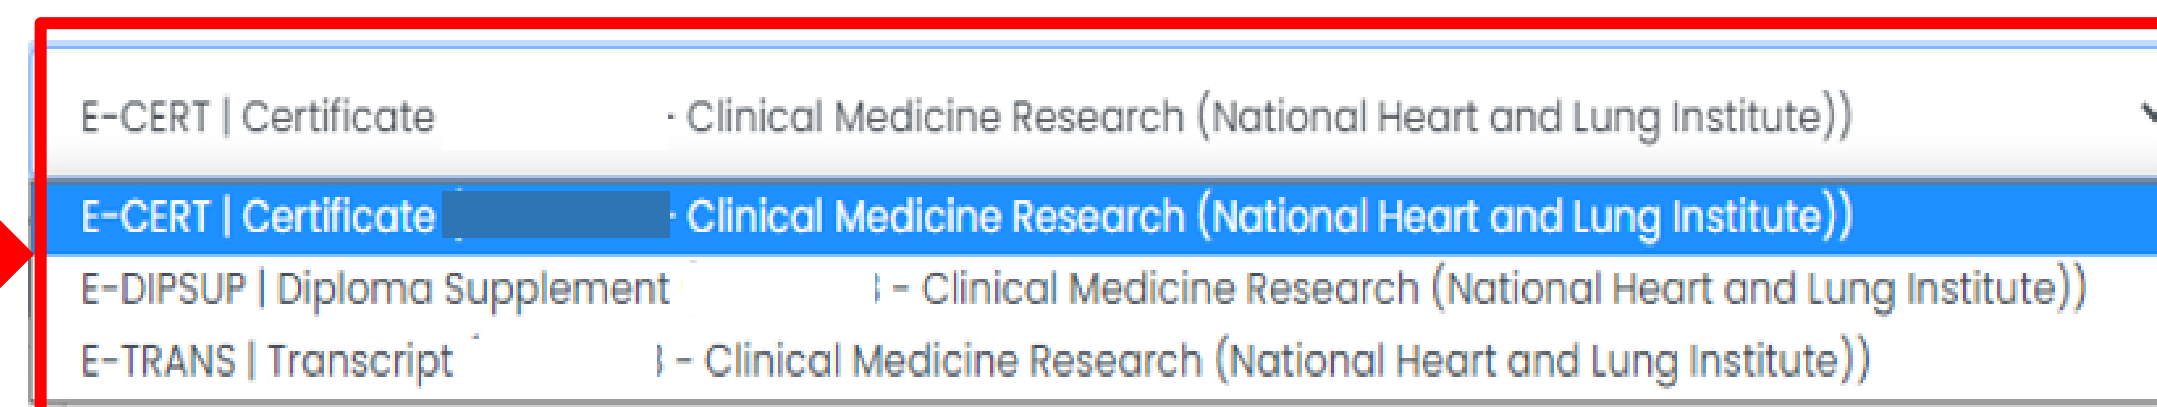 E-CERT | Certificate - Clinical Medicine Research (National Heart and Lung Institute))
E-CERT | Certificate - Clinical Medicine Research (National Heart and Lung Institute))
E-DIPSUP | Diploma Supplement – Clinical Medicine Research (National Heart and Lung Institute))
E-TRANS | Transcript – Clinical Medicine Research (National Heart and Lung Institute))